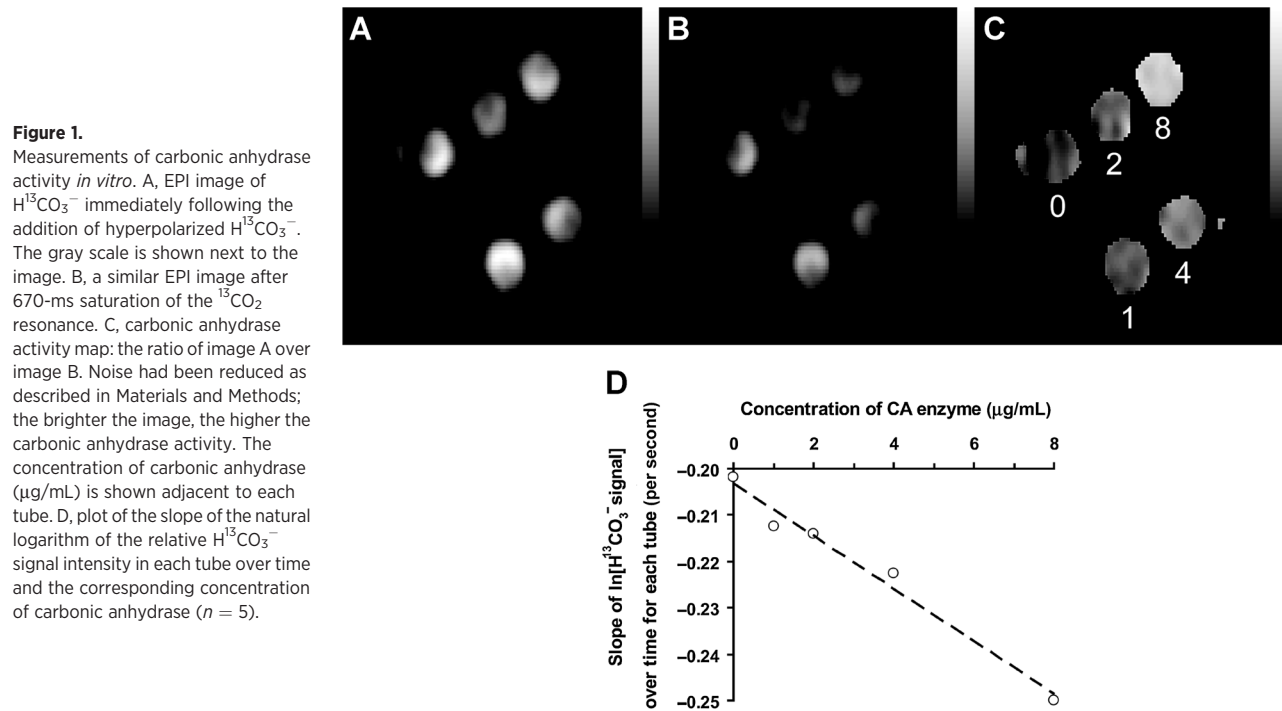 Figure 1.
Measurements of carbonic anhydrase
activity in vitro. A, EPI image of
H¹³CO₃⁻ immediately following the
addition of hyperpolarized H¹³CO₃⁻.
The gray scale is shown next to the
image. B, a similar EPI image after
670-ms saturation of the ¹³CO₂
resonance. C, carbonic anhydrase
activity map: the ratio of image A over
image B. Noise had been reduced as
described in Materials and Methods;
the brighter the image, the higher the
carbonic anhydrase activity. The
concentration of carbonic anhydrase
(μg/mL) is shown adjacent to each
tube. D, plot of the slope of the natural
logarithm of the relative H¹³CO₃⁻
signal intensity in each tube over time
and the corresponding concentration
of carbonic anhydrase (n = 5).
A
B
C
8
2
0
4
1
D
Concentration of CA enzyme (μg/mL)
0 2 4 6 8
Slope of ln[H¹³CO₃⁻signal]
over time for each tube (per second)
−0.20
−0.21
−0.22
−0.23
−0.24
−0.25